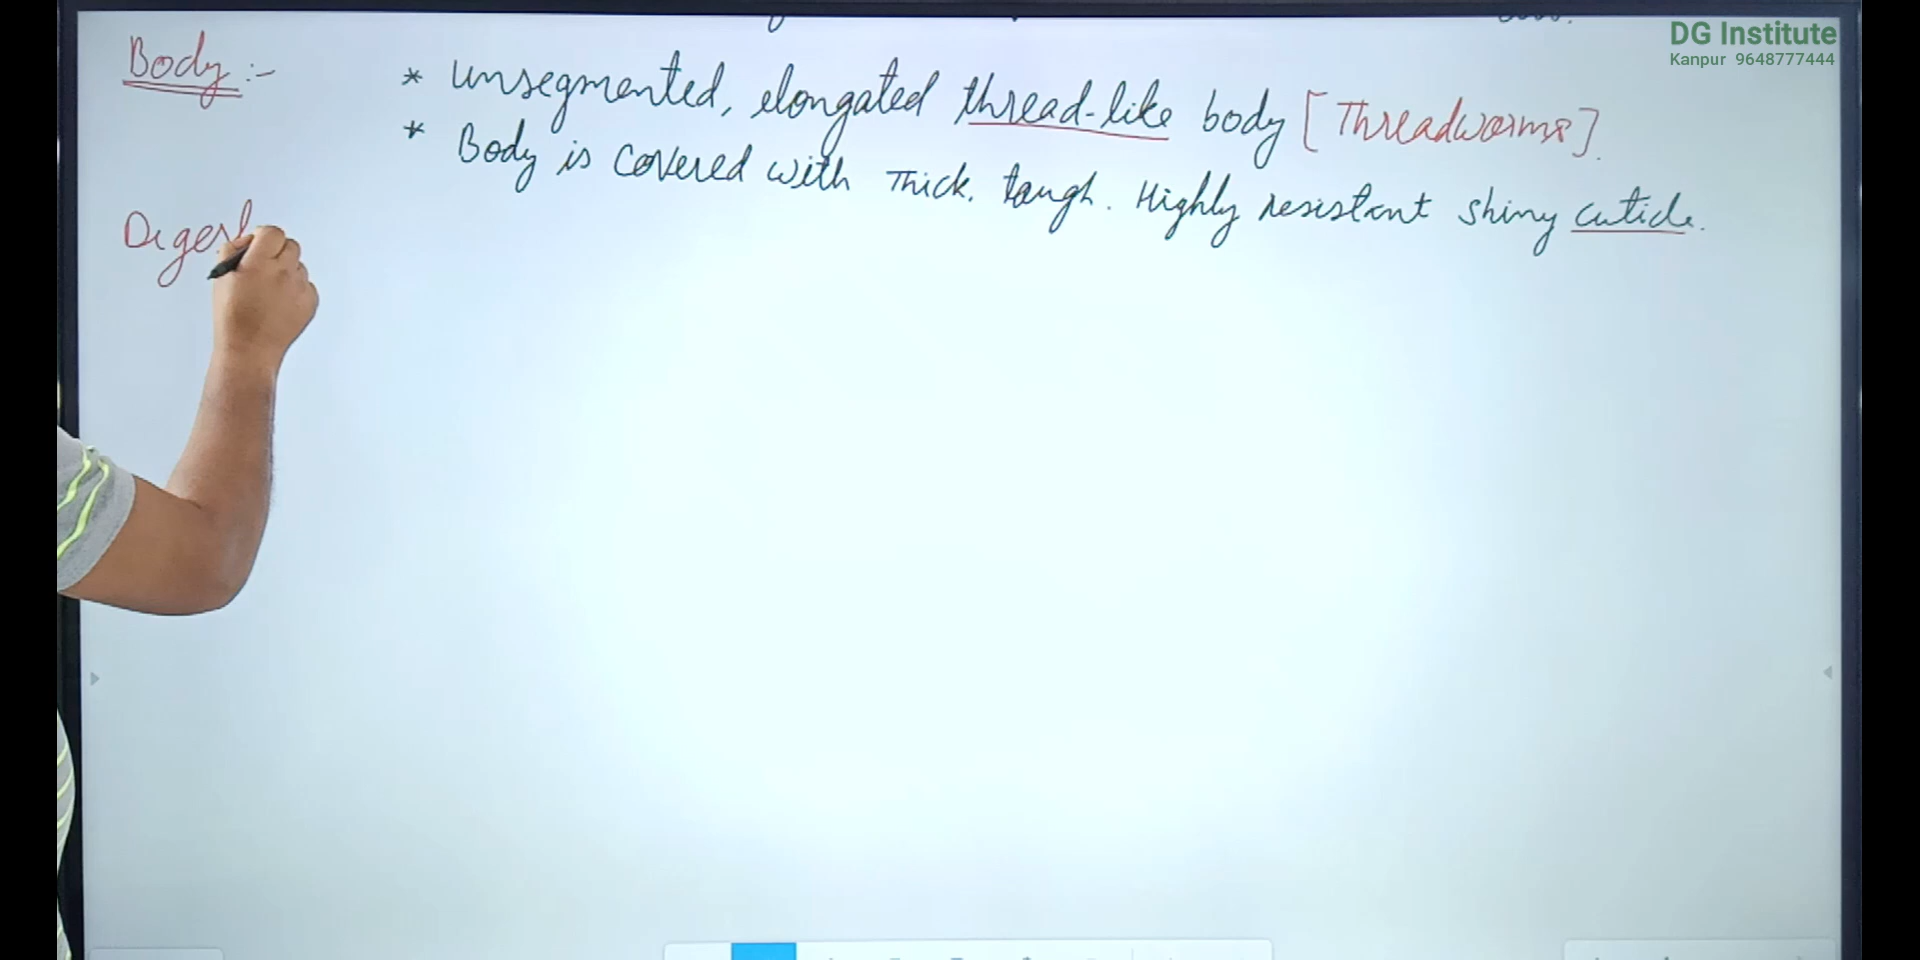 DG Institute
Kanpur 9648777444
Body :-
* Unsegmented, elongated thread-like body [Threadworms].
* Body is covered with Thick, tough. Highly resistant shiny cuticle.
Digest